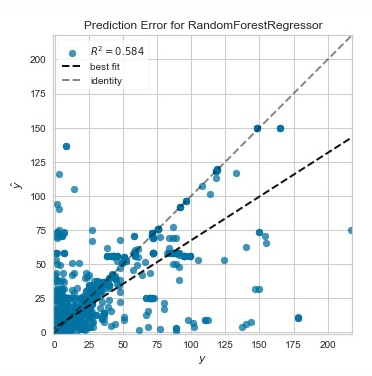 Prediction Error for RandomForestRegressor
R² = 0.584
best fit
identity
200
175
150
125
100
75
50
25
0
ŷ
0 25 50 75 100 125 150 175 200
y